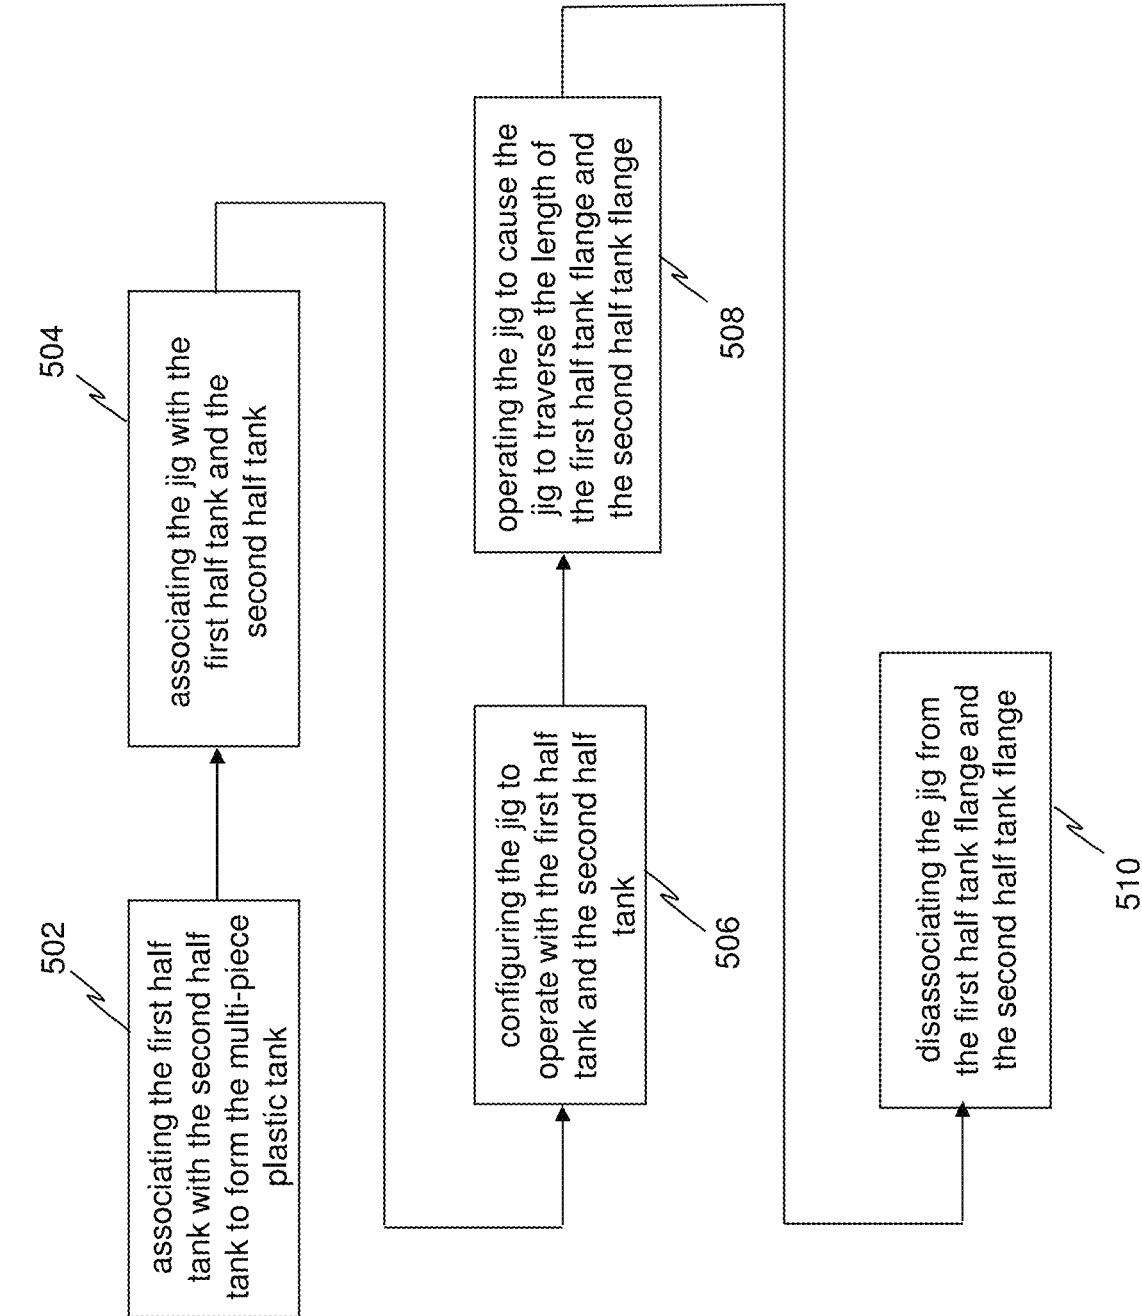 502
associating the first half
tank with the second half
tank to form the multi-piece
plastic tank
504
associating the jig with the
first half tank and the
second half tank
configuring the jig to
operate with the first half
tank and the second half
tank
506
operating the jig to cause the
jig to traverse the length of
the first half tank flange and
the second half tank flange
508
disassociating the jig from
the first half tank flange and
the second half tank flange
510